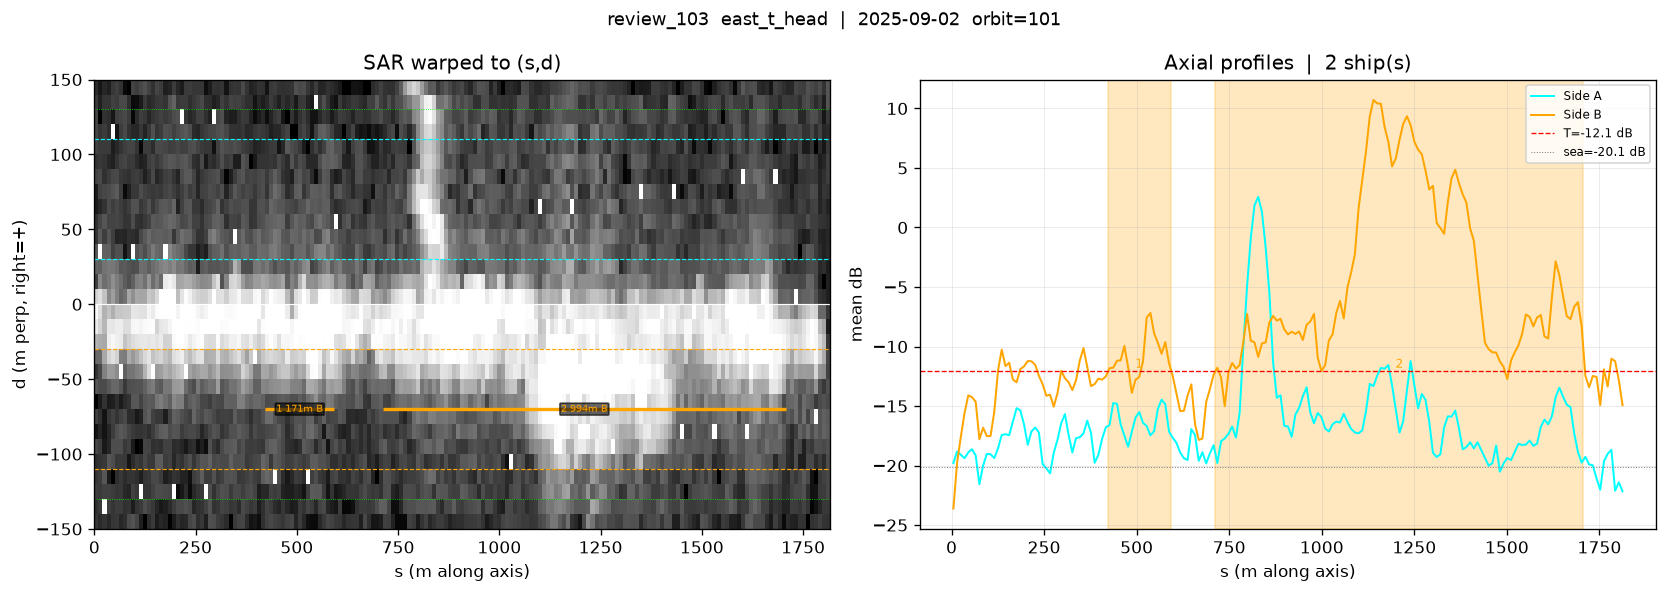 review_103  east_t_head  |  2025-09-02  orbit=101
SAR warped to (s,d)
d (m perp, right=+)
150
100
50
0
−50
−100
−150
1 171m B
2 994m B
0
250
500
750
1000
1250
1500
1750
s (m along axis)
Axial profiles  |  2 ship(s)
mean dB
10
5
0
−5
−10
−15
−20
−25
Side A
Side B
T=-12.1 dB
sea=-20.1 dB
1
2
0
250
500
750
1000
1250
1500
1750
s (m along axis)